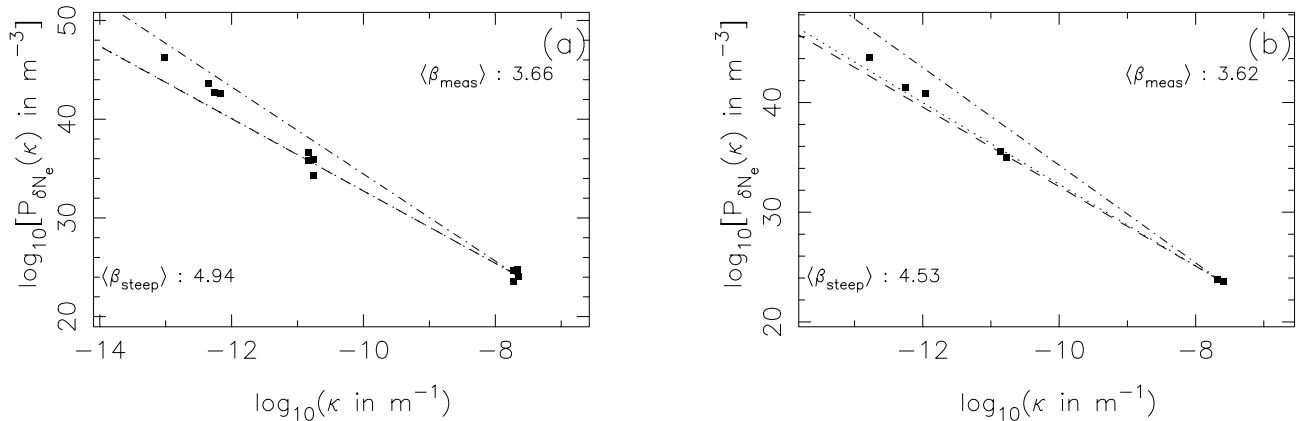 log₁₀[P_δNₑ(κ) in m⁻³]
50
40
30
20
(a)
⟨β_meas⟩ : 3.66
⟨β_steep⟩ : 4.94
−14 −12 −10 −8
log₁₀(κ in m⁻¹)
log₁₀[P_δNₑ(κ) in m⁻³]
40
30
20
(b)
⟨β_meas⟩ : 3.62
⟨β_steep⟩ : 4.53
−12 −10 −8
log₁₀(κ in m⁻¹)